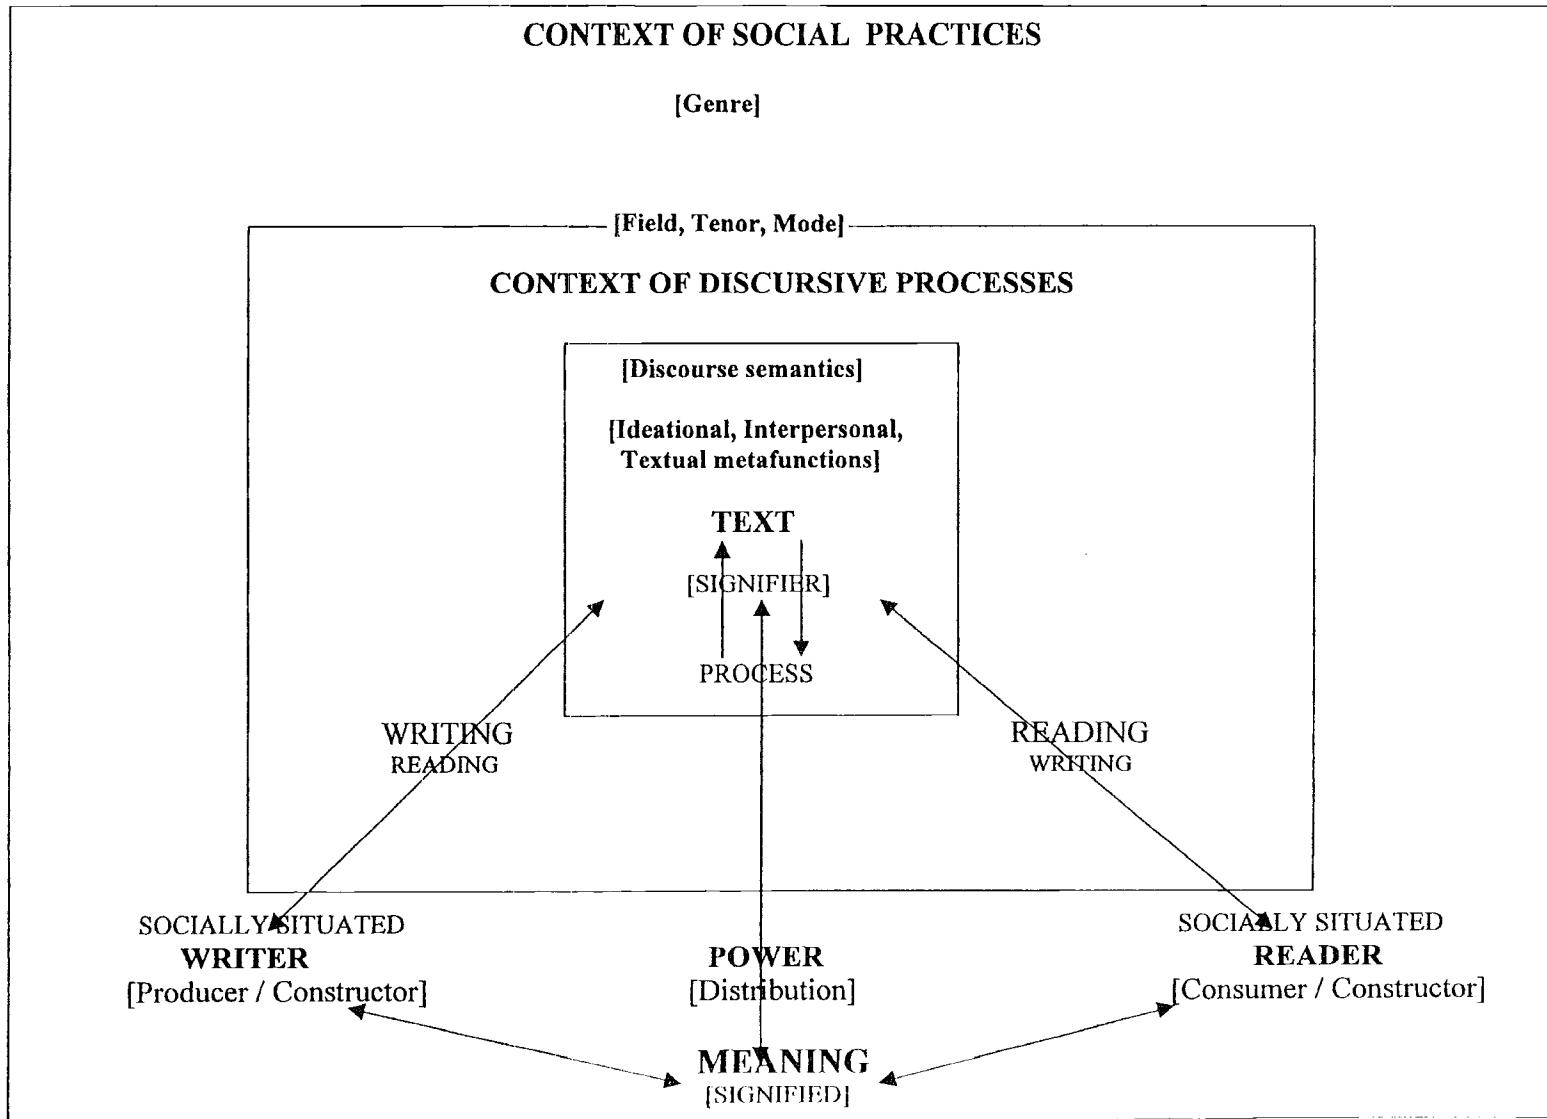 CONTEXT OF SOCIAL PRACTICES
[Genre]
[Field, Tenor, Mode]
CONTEXT OF DISCURSIVE PROCESSES
[Discourse semantics]
[Ideational, Interpersonal,
Textual metafunctions]
TEXT
[SIGNIFIER]
PROCESS
WRITING
READING
READING
WRITING
SOCIALLY SITUATED
WRITER
[Producer / Constructor]
POWER
[Distribution]
SOCIALLY SITUATED
READER
[Consumer / Constructor]
MEANING
[SIGNIFIED]